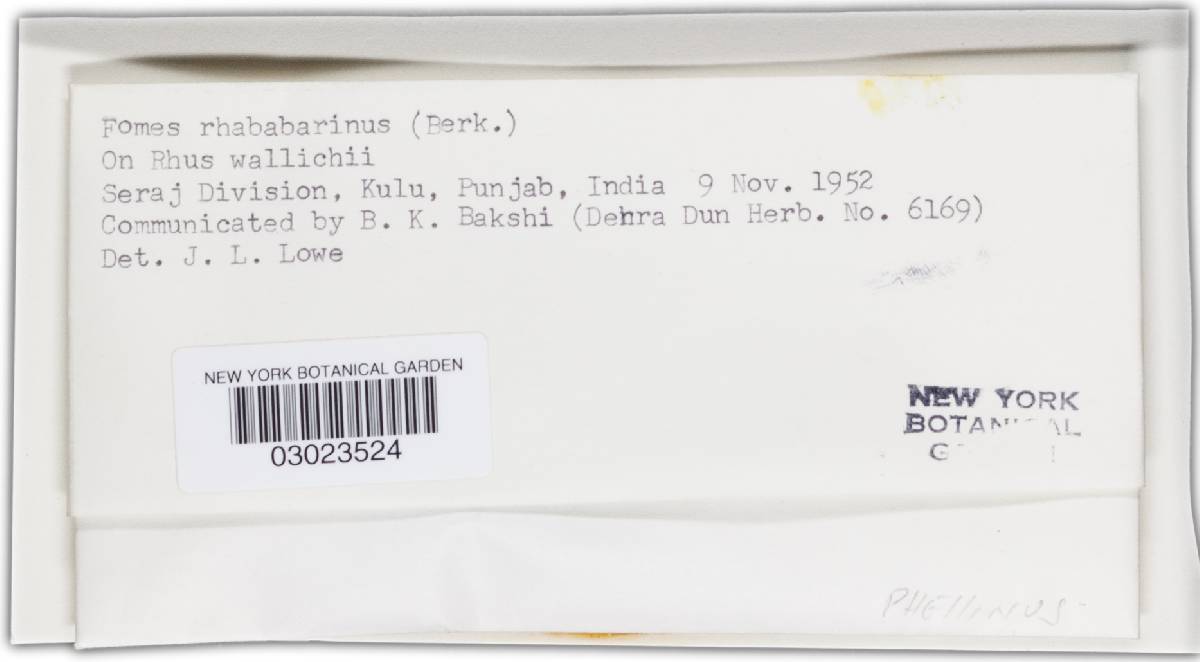 Fomes rhababarinus (Berk.)
On Rhus wallichii
Seraj Division, Kulu, Punjab, India 9 Nov. 1952
Communicated by B. K. Bakshi (Dehra Dun Herb. No. 6169)
Det. J. L. Lowe
NEW YORK BOTANICAL GARDEN
03023524
NEW YORK
PHELLINUS